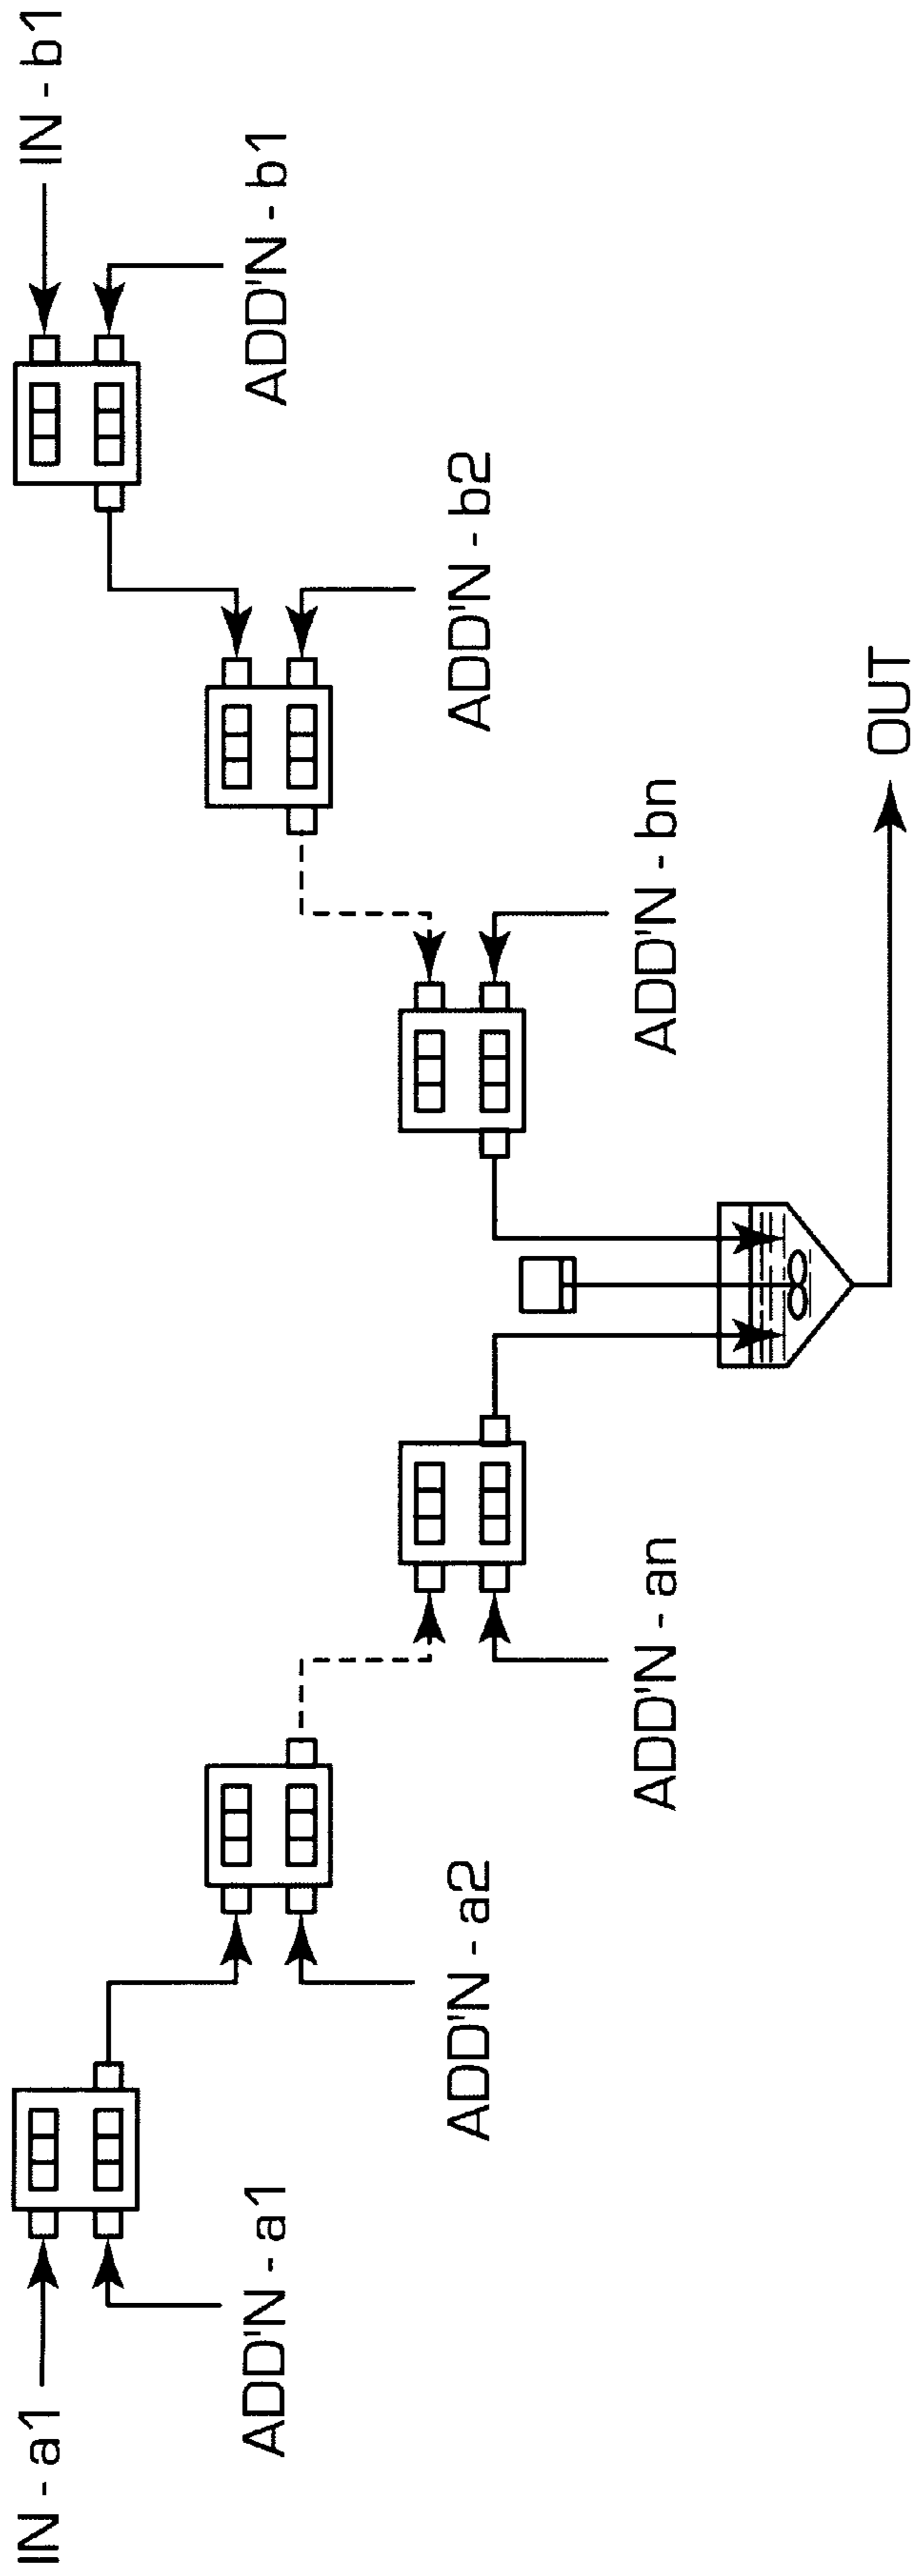 IN - a1
IN - b1
ADD'N - a1
ADD'N - b1
ADD'N - a2
ADD'N - b2
ADD'N - an
ADD'N - bn
OUT